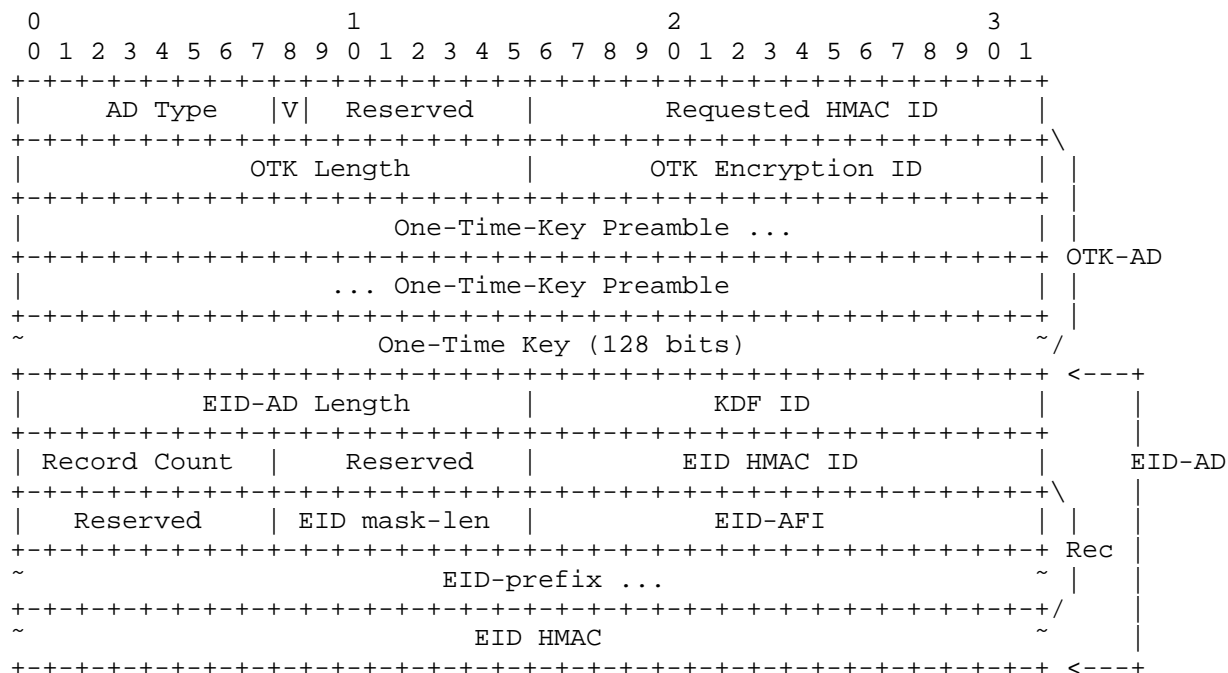 0                   1                   2                   3
 0 1 2 3 4 5 6 7 8 9 0 1 2 3 4 5 6 7 8 9 0 1 2 3 4 5 6 7 8 9 0 1
+-+-+-+-+-+-+-+-+-+-+-+-+-+-+-+-+-+-+-+-+-+-+-+-+-+-+-+-+-+-+-+-+
|     AD Type   |V|  Reserved   |        Requested HMAC ID      |
+-+-+-+-+-+-+-+-+-+-+-+-+-+-+-+-+-+-+-+-+-+-+-+-+-+-+-+-+-+-+-+-+\
|              OTK Length       |       OTK Encryption ID       | |
+-+-+-+-+-+-+-+-+-+-+-+-+-+-+-+-+-+-+-+-+-+-+-+-+-+-+-+-+-+-+-+-+ |
|                       One-Time-Key Preamble ...               | |
+-+-+-+-+-+-+-+-+-+-+-+-+-+-+-+-+-+-+-+-+-+-+-+-+-+-+-+-+-+-+-+-+ OTK-AD
|                   ... One-Time-Key Preamble                   | |
+-+-+-+-+-+-+-+-+-+-+-+-+-+-+-+-+-+-+-+-+-+-+-+-+-+-+-+-+-+-+-+-+ |
~                      One-Time Key (128 bits)                  ~/
+-+-+-+-+-+-+-+-+-+-+-+-+-+-+-+-+-+-+-+-+-+-+-+-+-+-+-+-+-+-+-+-+ <---+
|           EID-AD Length       |           KDF ID              |     |
+-+-+-+-+-+-+-+-+-+-+-+-+-+-+-+-+-+-+-+-+-+-+-+-+-+-+-+-+-+-+-+-+     |
| Record Count  |    Reserved   |         EID HMAC ID           |     EID-AD
+-+-+-+-+-+-+-+-+-+-+-+-+-+-+-+-+-+-+-+-+-+-+-+-+-+-+-+-+-+-+-+-+\    |
|   Reserved    | EID mask-len  |           EID-AFI             | |   |
+-+-+-+-+-+-+-+-+-+-+-+-+-+-+-+-+-+-+-+-+-+-+-+-+-+-+-+-+-+-+-+-+ Rec |
~                          EID-prefix ...                       ~ |   |
+-+-+-+-+-+-+-+-+-+-+-+-+-+-+-+-+-+-+-+-+-+-+-+-+-+-+-+-+-+-+-+-+/    |
~                            EID HMAC                           ~     |
+-+-+-+-+-+-+-+-+-+-+-+-+-+-+-+-+-+-+-+-+-+-+-+-+-+-+-+-+-+-+-+-+ <---+